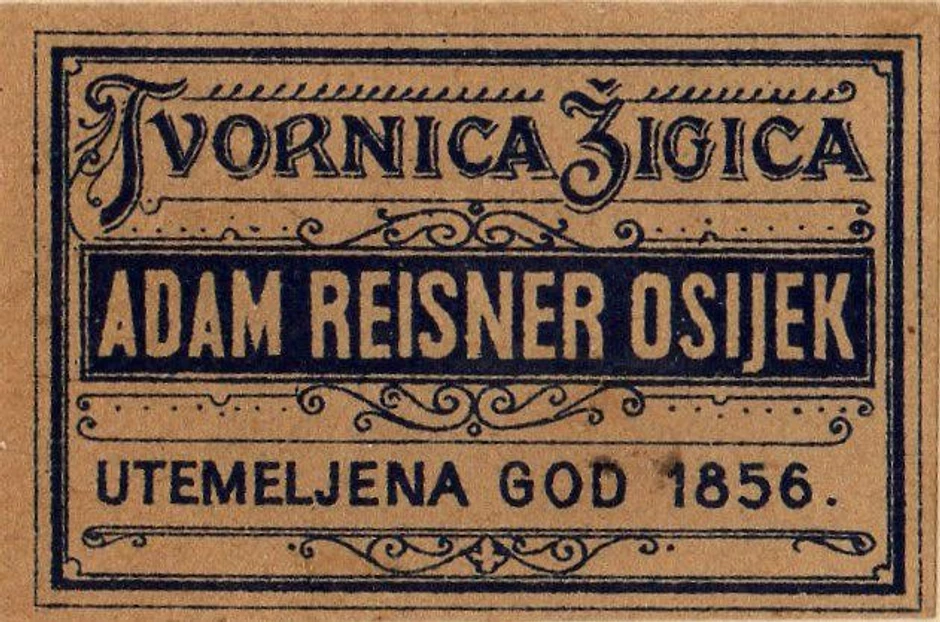 TVORNICA ŽIGICA
ADAM REISNER OSIJEK
UTEMELJENA GOD 1856.